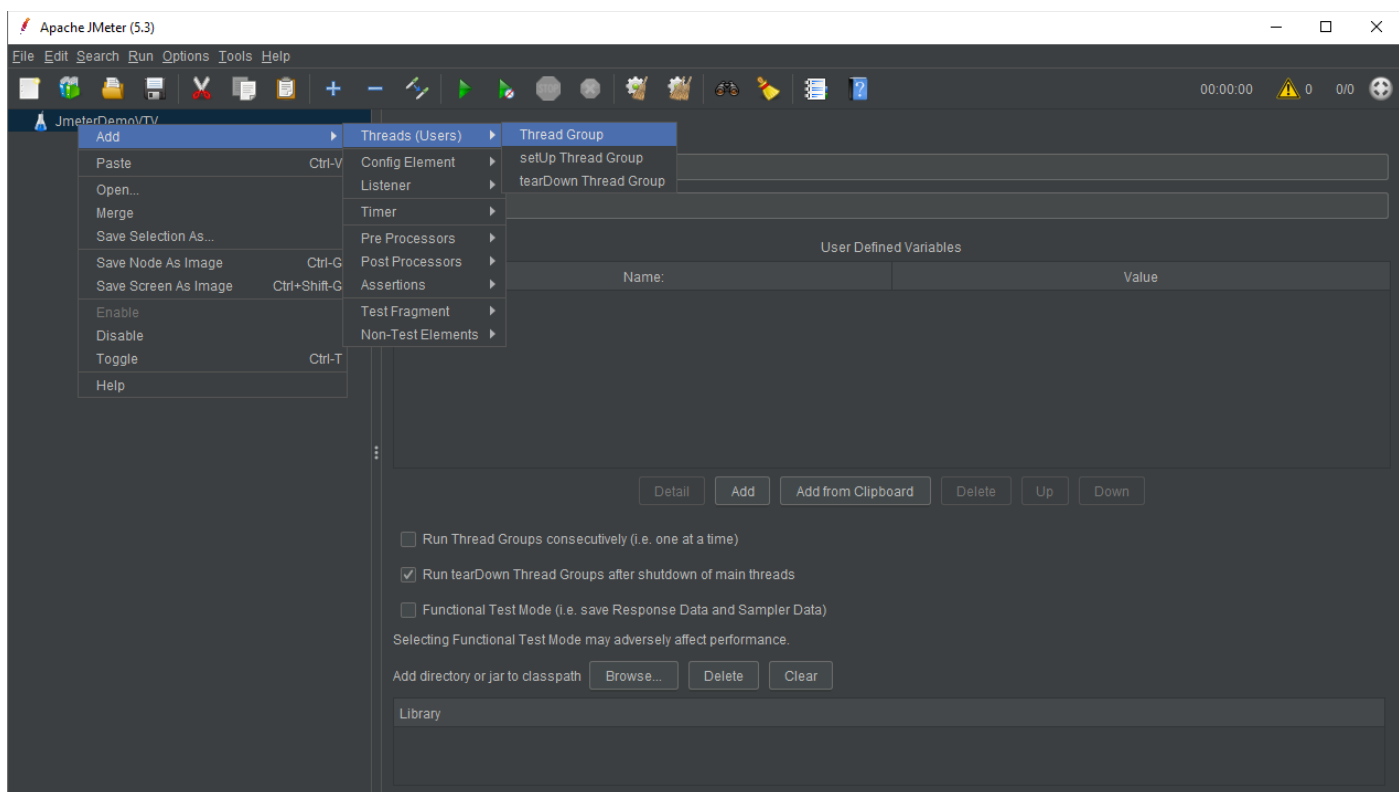 Apache JMeter (5.3)
File Edit Search Run Options Tools Help
STOP
00:00:00 0 0/0
JmeterDemoVTV
Add
Paste Ctrl-V
Open...
Merge
Save Selection As...
Save Node As Image Ctrl-G
Save Screen As Image Ctrl+Shift-G
Enable
Disable
Toggle Ctrl-T
Help
Threads (Users)
Config Element
Listener
Timer
Pre Processors
Post Processors
Assertions
Test Fragment
Non-Test Elements
Thread Group
setUp Thread Group
tearDown Thread Group
User Defined Variables
Name: Value
Detail Add Add from Clipboard Delete Up Down
Run Thread Groups consecutively (i.e. one at a time)
Run tearDown Thread Groups after shutdown of main threads
Functional Test Mode (i.e. save Response Data and Sampler Data)
Selecting Functional Test Mode may adversely affect performance.
Add directory or jar to classpath Browse... Delete Clear
Library